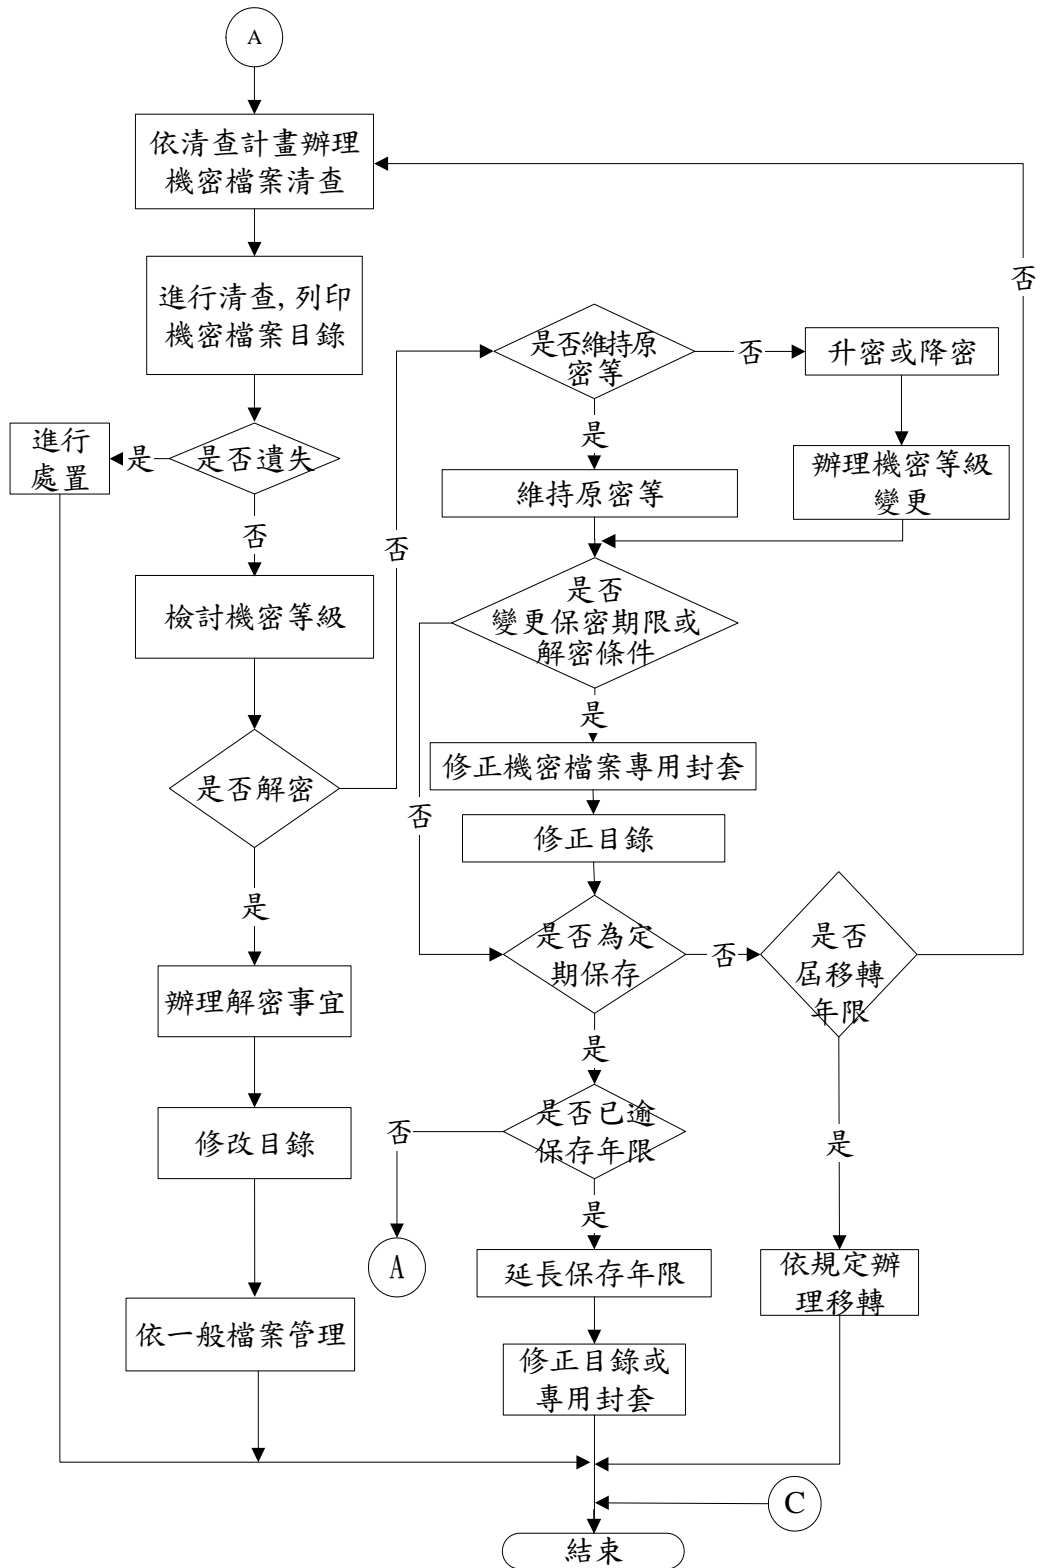 A
依清查計畫辦理
機密檔案清查
進行清查,列印
機密檔案目錄
是否遺失
是
進行
處置
否
檢討機密等級
是否解密
是
辦理解密事宜
修改目錄
依一般檔案管理
否
是否維持原
密等
否
升密或降密
辦理機密等級
變更
是
維持原密等
是否
變更保密期限或
解密條件
是
修正機密檔案專用封套
修正目錄
否
是否為定
期保存
否
是否
屆移轉
年限
否
是
依規定辦
理移轉
是
是否已逾
保存年限
否
A
是
延長保存年限
修正目錄或
專用封套
C
結束